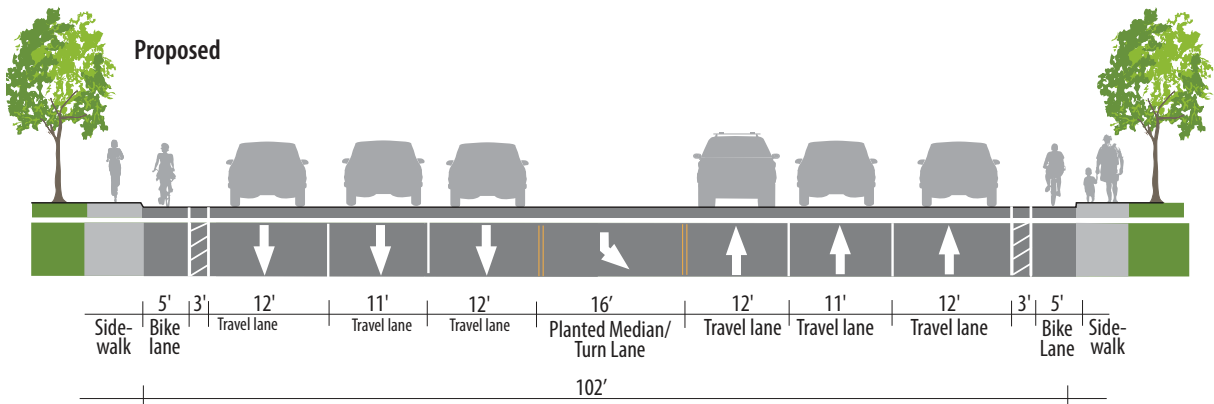 Proposed
5' 3' 12' 11' 12' 16' 12' 11' 12' 3' 5'
Side- Bike Travel lane Travel lane Travel lane Planted Median/ Travel lane Travel lane Travel lane Bike Side-
walk lane Turn Lane Lane walk
102'